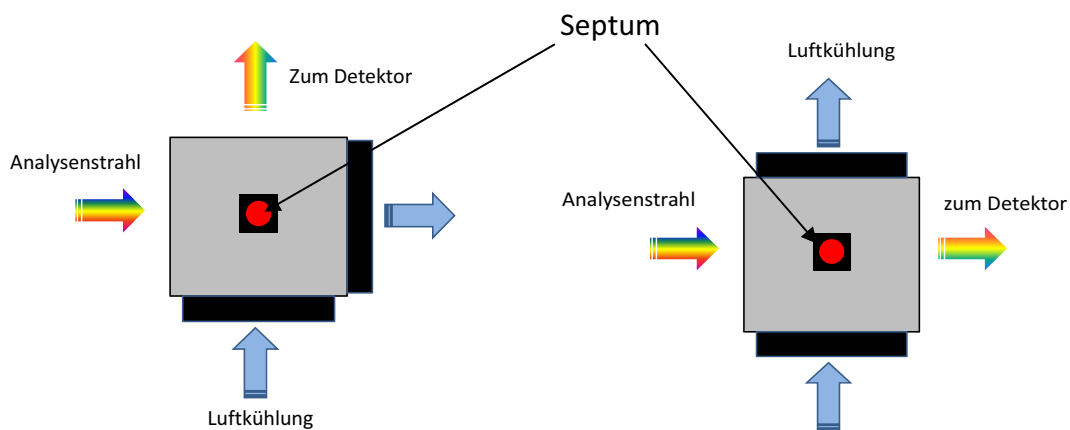 Septum
Zum Detektor
Analysenstrahl
Luftkühlung
Luftkühlung
Analysenstrahl
zum Detektor